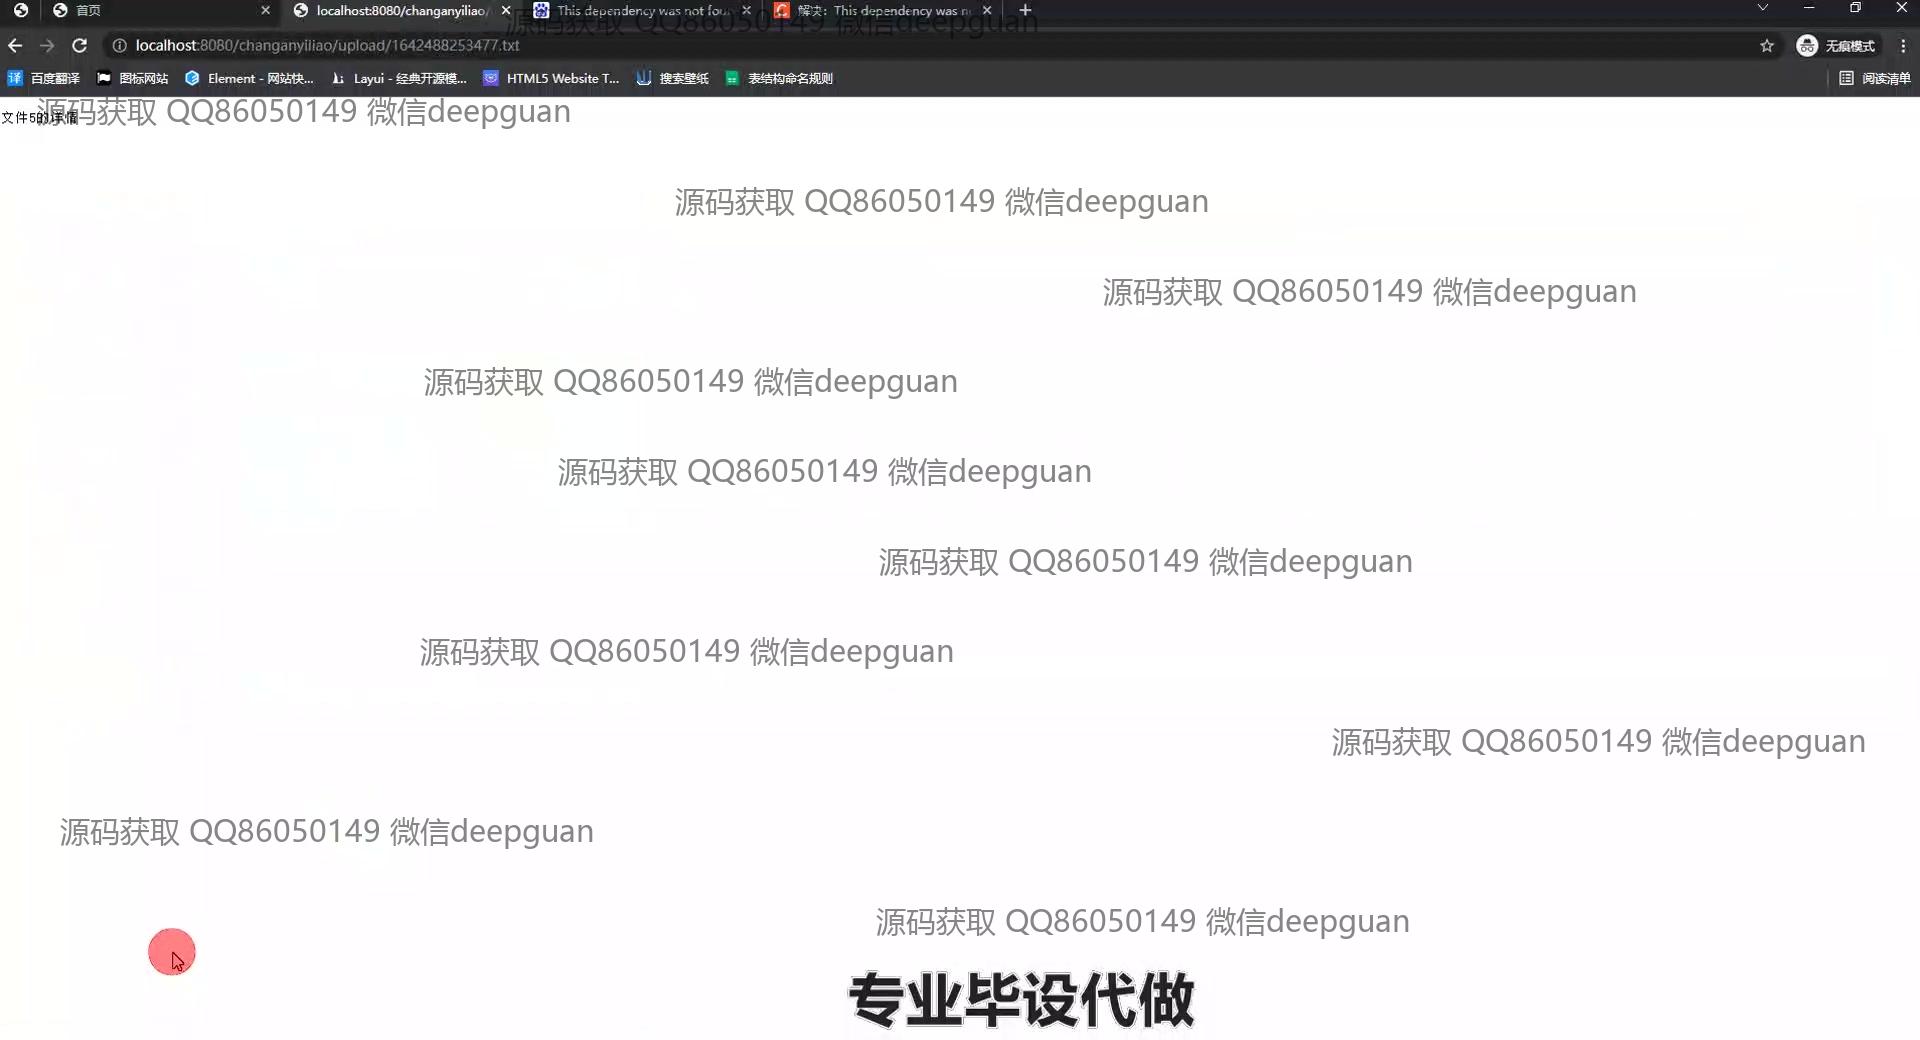 首页
localhost:8080/changanyiliao/
This dependency was not fou
解决：This dependency was n
源码获取 QQ86050149 微信deepguan
localhost:8080/changanyiliao/upload/1642488253477.txt
无痕模式
百度翻译
图标网站
Element - 网站快...
Layui - 经典开源模...
HTML5 Website T...
搜索壁纸
表结构命名规则
阅读清单
文件5的详情
源码获取 QQ86050149 微信deepguan
源码获取 QQ86050149 微信deepguan
源码获取 QQ86050149 微信deepguan
源码获取 QQ86050149 微信deepguan
源码获取 QQ86050149 微信deepguan
源码获取 QQ86050149 微信deepguan
源码获取 QQ86050149 微信deepguan
源码获取 QQ86050149 微信deepguan
源码获取 QQ86050149 微信deepguan
源码获取 QQ86050149 微信deepguan
专业毕设代做